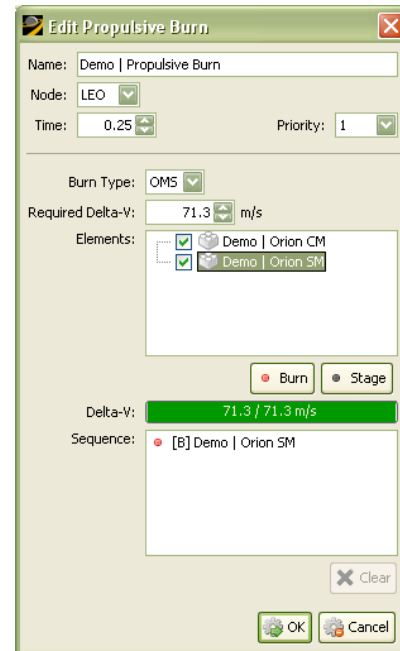 Edit Propulsive Burn
Name: Demo | Propulsive Burn
Node: LEO
Time: 0.25 Priority: 1
Burn Type: OMS
Required Delta-V: 71.3 m/s
Elements: Demo | Orion CM
Demo | Orion SM
Burn Stage
Delta-V: 71.3 / 71.3 m/s
Sequence: [B] Demo | Orion SM
Clear
OK Cancel